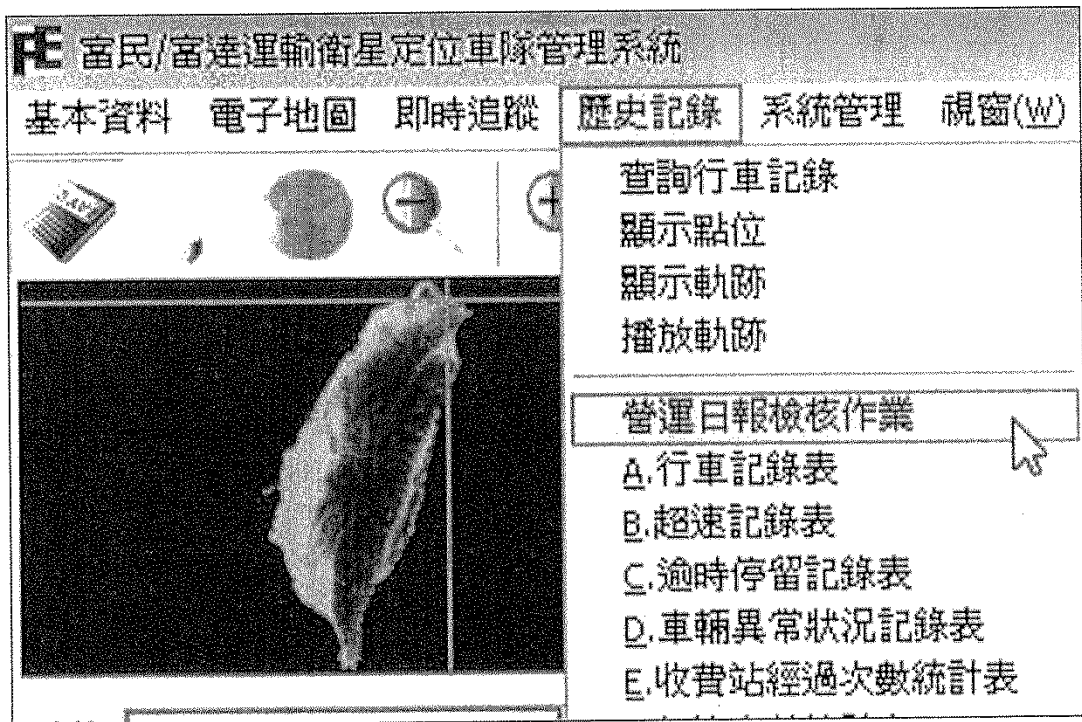 富民/富達運輸衛星定位車隊管理系統
基本資料 電子地圖 即時追蹤 歷史記錄 系統管理 視窗(W)
查詢行車記錄
顯示點位
顯示軌跡
播放軌跡
營運日報檢核作業
A.行車記錄表
B.超速記錄表
C.逾時停留記錄表
D.車輛異常狀況記錄表
E.收費站經過次數統計表